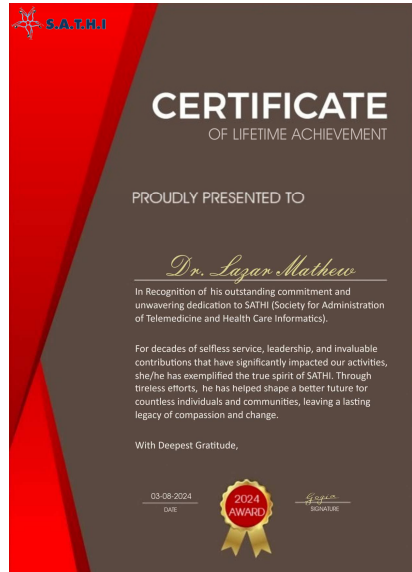 S.A.T.H.I
CERTIFICATE
OF LIFETIME ACHIEVEMENT
PROUDLY PRESENTED TO
Dr. Lazar Mathew
In Recognition of his outstanding commitment and
unwavering dedication to SATHI (Society for Administration
of Telemedicine and Health Care Informatics).
For decades of selfless service, leadership, and invaluable
contributions that have significantly impacted our activities,
she/he has exemplified the true spirit of SATHI. Through
tireless efforts, he has helped shape a better future for
countless individuals and communities, leaving a lasting
legacy of compassion and change.
With Deepest Gratitude,
03-08-2024
DATE
2024
AWARD
SIGNATURE